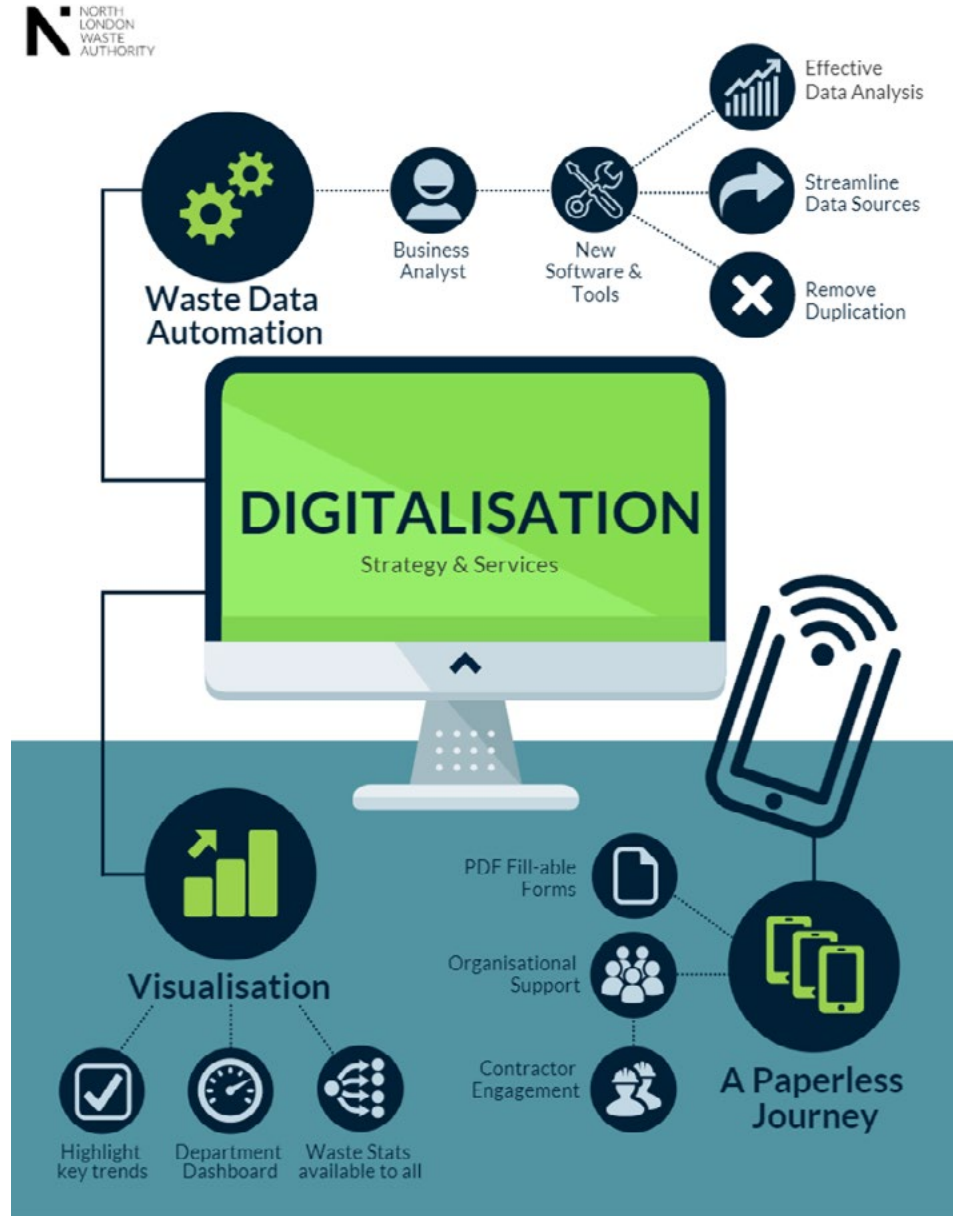 NORTH
LONDON
WASTE
AUTHORITY
Effective
Data Analysis
Streamline
Data Sources
Remove
Duplication
Business
Analyst
New
Software &
Tools
Waste Data
Automation
DIGITALISATION
Strategy & Services
PDF Fill-able
Forms
Organisational
Support
Contractor
Engagement
A Paperless
Journey
Visualisation
Highlight
key trends
Department
Dashboard
Waste Stats
available to all